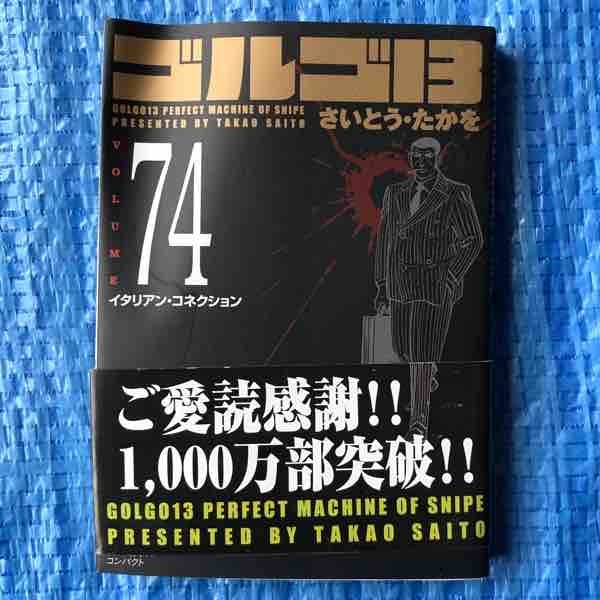 ゴルゴ13
GOLGO13 PERFECT MACHINE OF SNIPE
PRESENTED BY TAKAO SAITO
さいとう・たかを
VOLUME
74
イタリアン・コネクション
ご愛読感謝!!
1,000万部突破!!
GOLGO13 PERFECT MACHINE OF SNIPE
PRESENTED BY TAKAO SAITO
コンパクト